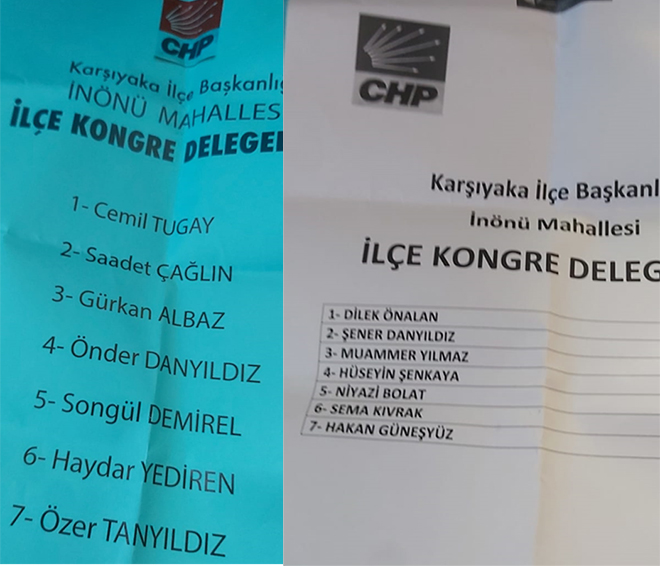 CHP
Karşıyaka İlçe Başkanlığ
İNÖNÜ MAHALLES
İLÇE KONGRE DELEGE
1- Cemil TUGAY
2- Saadet ÇAĞLIN
3- Gürkan ALBAZ
4- Önder DANYILDIZ
5- Songül DEMİREL
6- Haydar YEDİREN
7- Özer TANYILDIZ
CHP
Karşıyaka İlçe Başkanl
İnönü Mahallesi
İLÇE KONGRE DELEG
1- DİLEK ÖNALAN
2- ŞENER DANYILDIZ
3- MUAMMER YILMAZ
4- HÜSEYİN ŞENKAYA
5- NİYAZİ BOLAT
6- SEMA KIVRAK
7- HAKAN GÜNEŞYÜZ